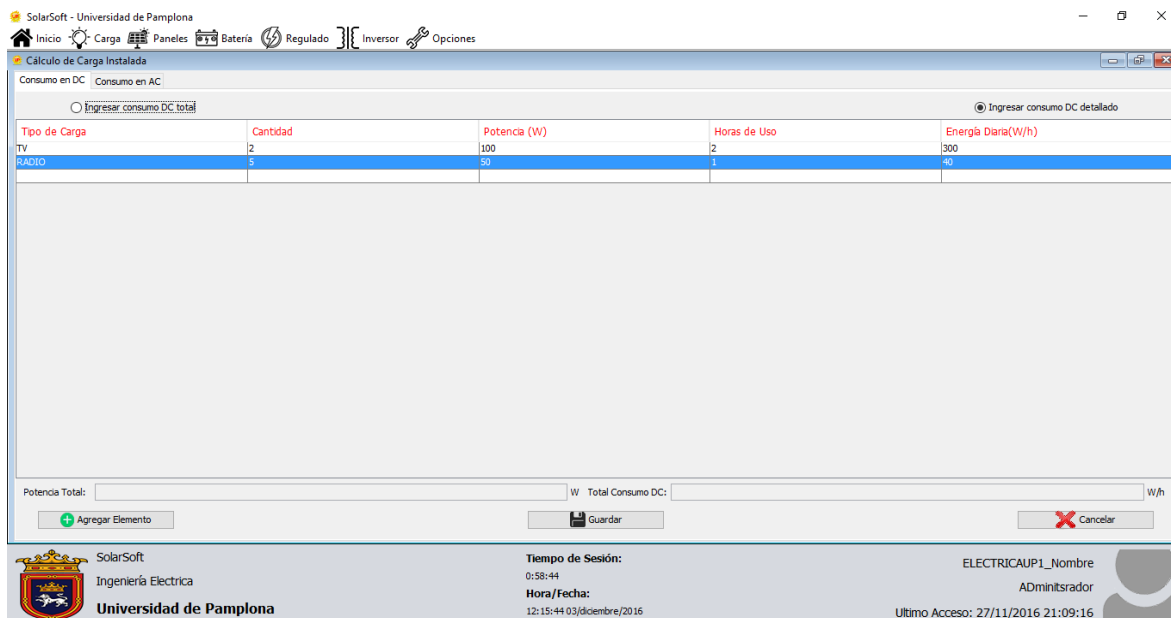 SolarSoft - Universidad de Pamplona
Inicio Carga Paneles Batería Regulado Inversor Opciones
Cálculo de Carga Instalada
Consumo en DC Consumo en AC
Ingresar consumo DC total Ingresar consumo DC detallado
Tipo de Carga Cantidad Potencia (W) Horas de Uso Energía Diaria(W/h)
TV 2 100 2 300
RADIO 5 50 1 40
Potencia Total: W Total Consumo DC: W/h
Agregar Elemento Guardar Cancelar
SolarSoft
Ingeniería Electrica
Universidad de Pamplona
Tiempo de Sesión:
0:58:44
Hora/Fecha:
12:15:44 03/diciembre/2016
ELECTRICAUP1_Nombre
ADminitsrador
Ultimo Acceso: 27/11/2016 21:09:16